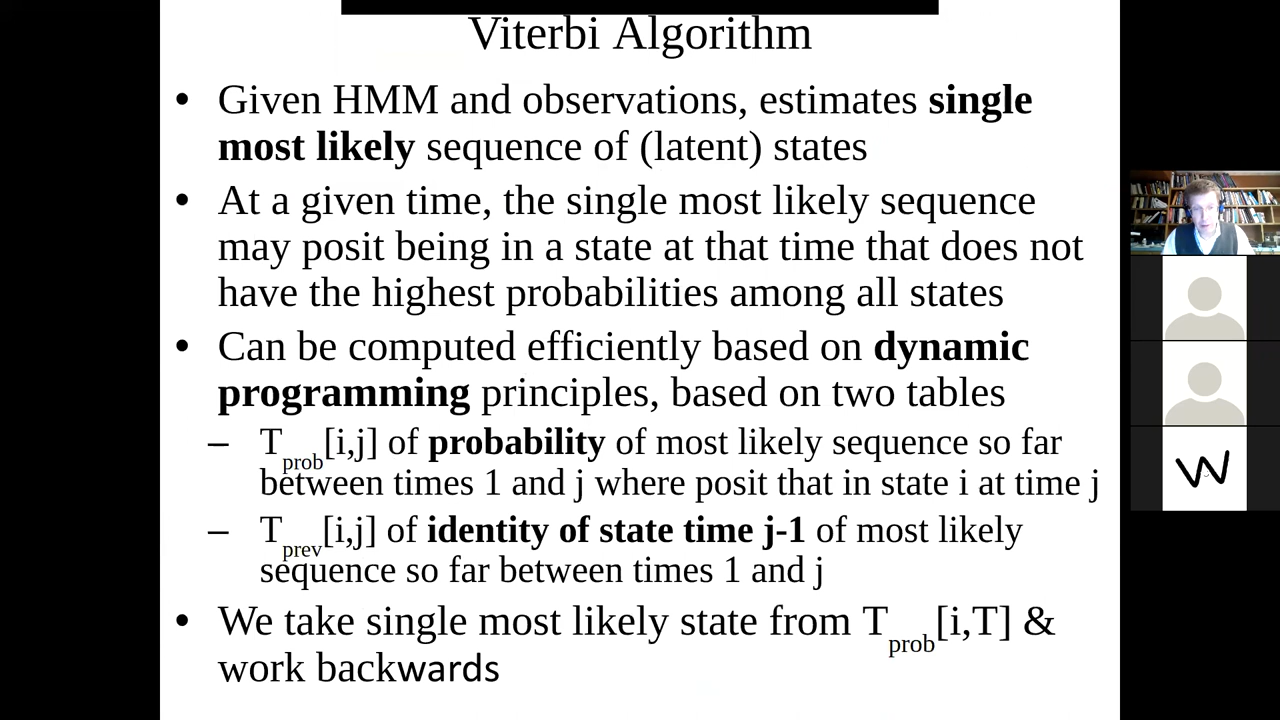 Viterbi Algorithm
• Given HMM and observations, estimates single
most likely sequence of (latent) states
• At a given time, the single most likely sequence
may posit being in a state at that time that does not
have the highest probabilities among all states
• Can be computed efficiently based on dynamic
programming principles, based on two tables
– Tprob[i,j] of probability of most likely sequence so far
between times 1 and j where posit that in state i at time j
– Tprev[i,j] of identity of state time j-1 of most likely
sequence so far between times 1 and j
• We take single most likely state from Tprob[i,T] &
work backwards
W